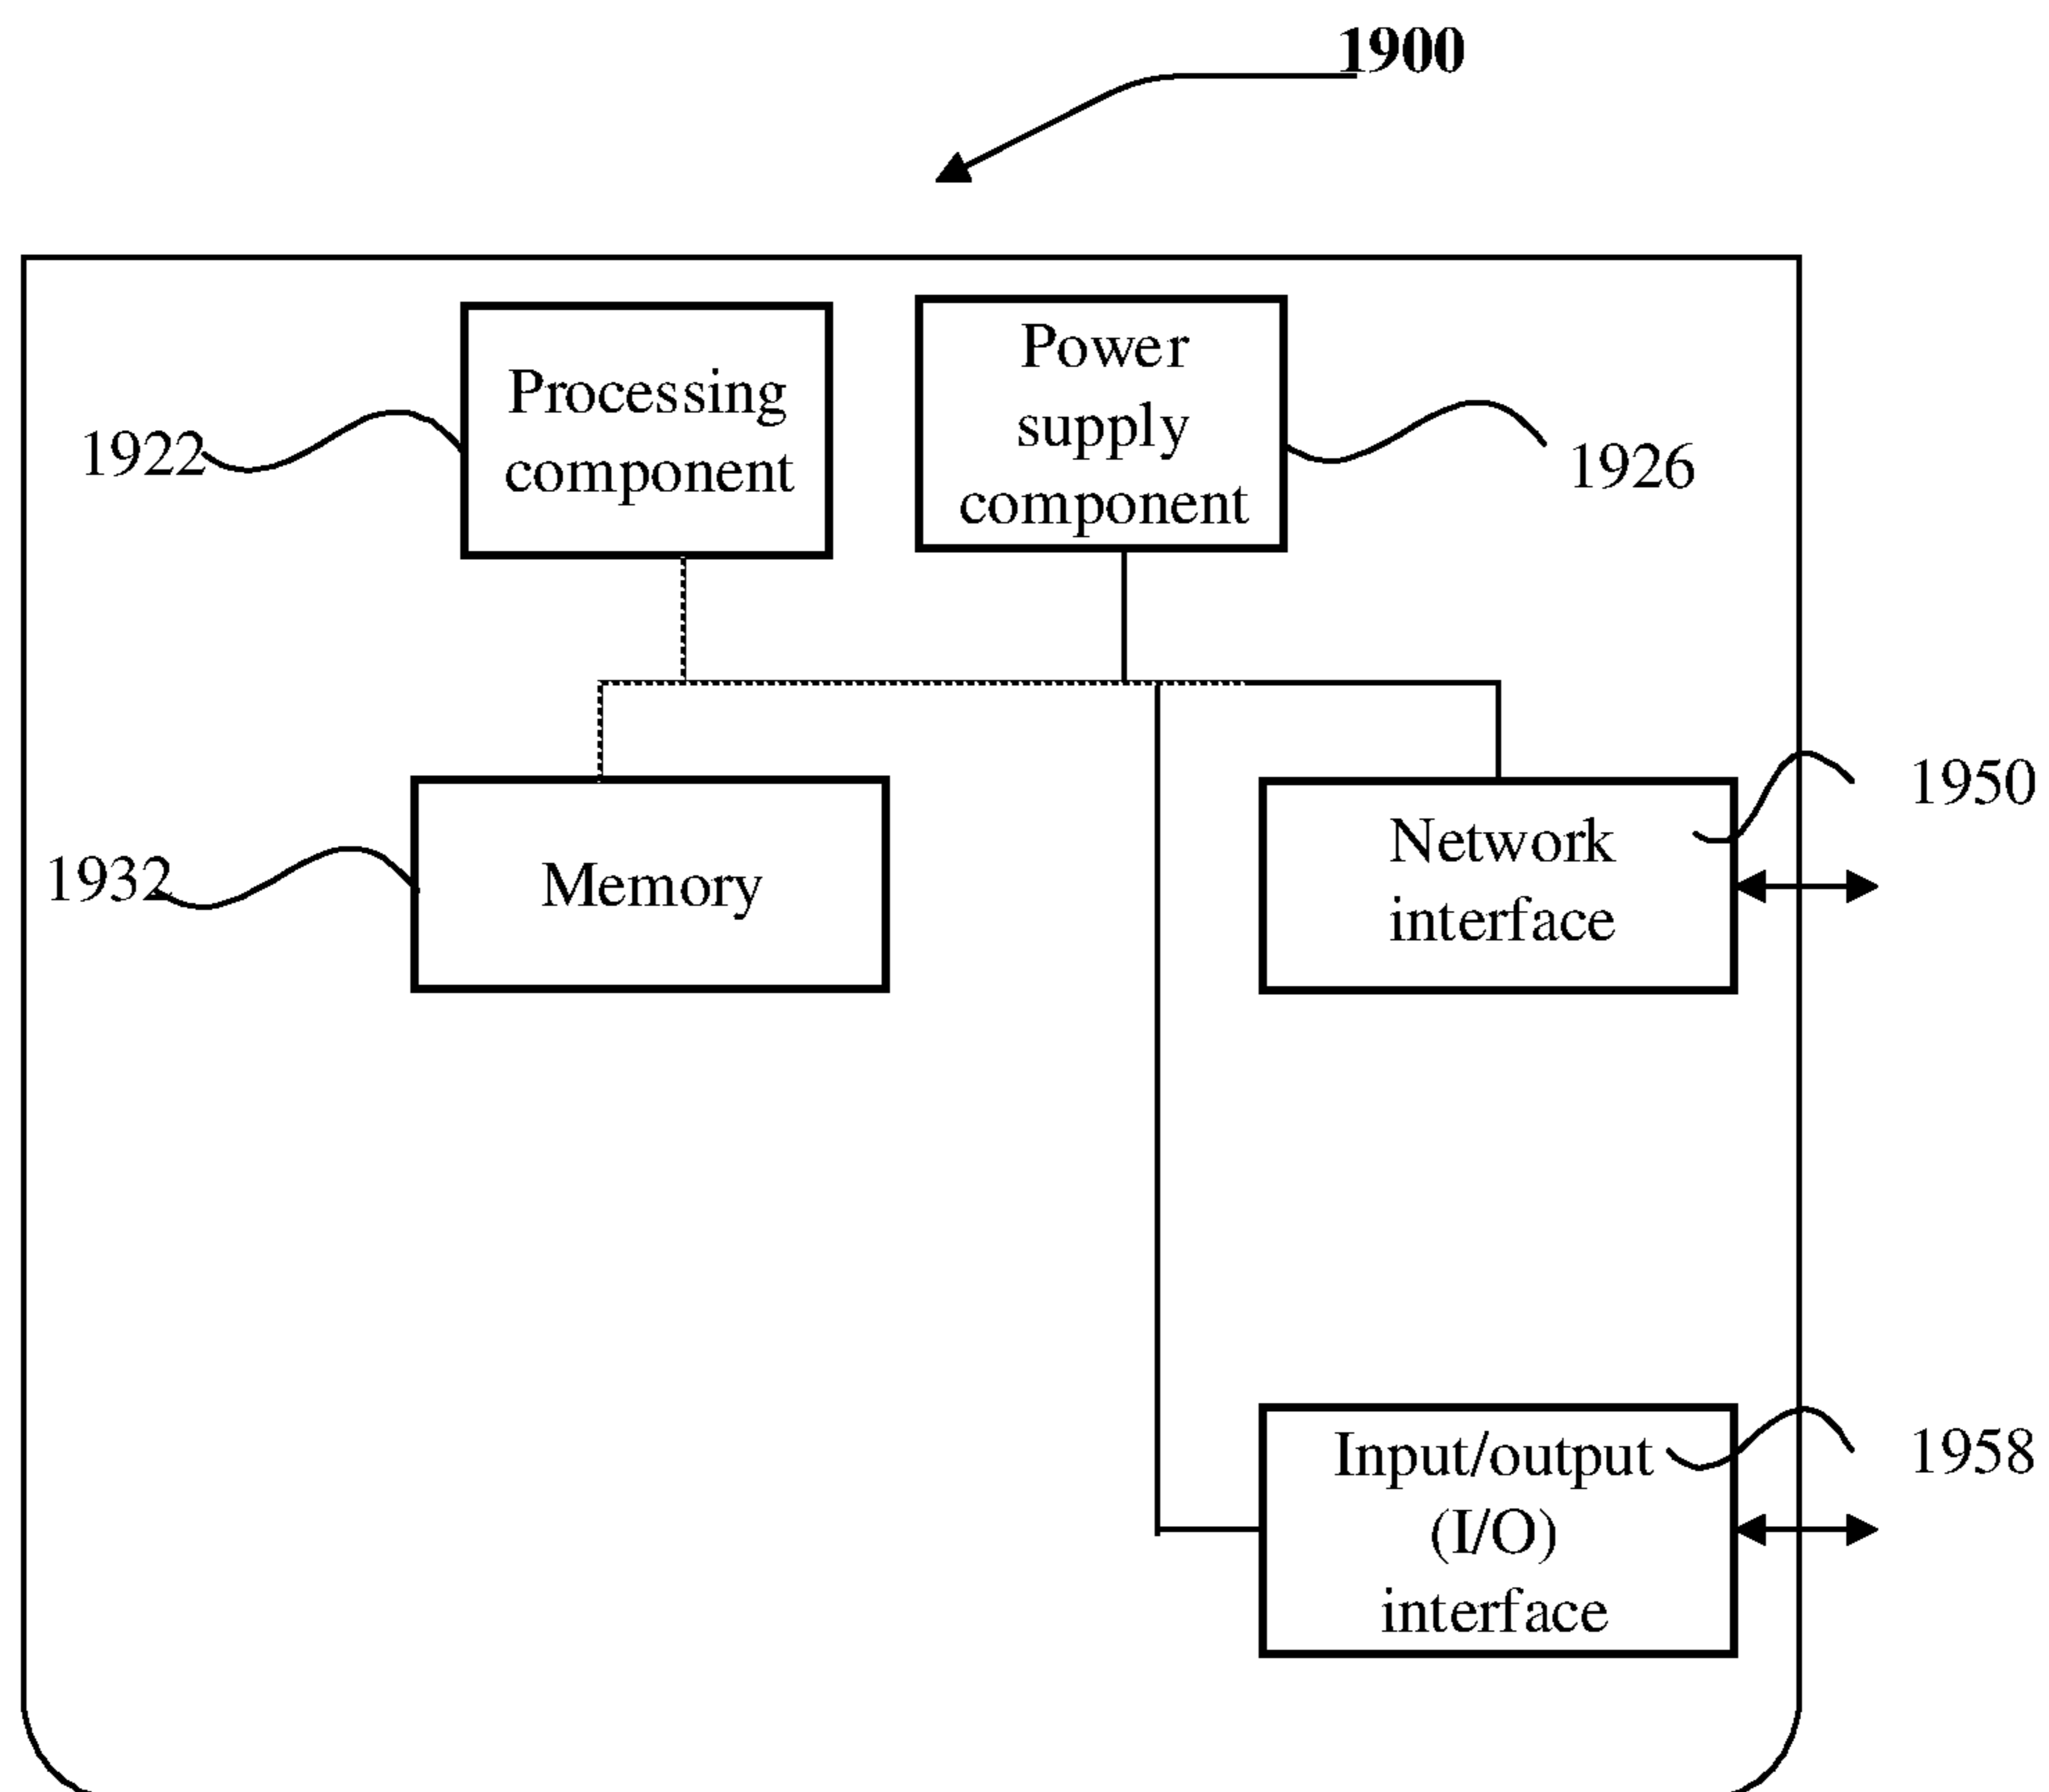 1900
Processing
component
1922
Power
supply
component
1926
Memory
1932
Network
interface
1950
Input/output
(I/O)
interface
1958